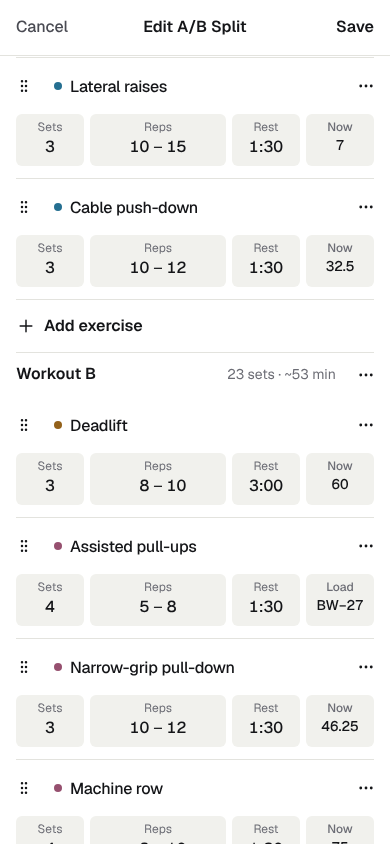 Cancel Edit A/B Split Save
Lateral raises
Sets Reps Rest Now
3 10 – 15 1:30 7
Cable push-down
Sets Reps Rest Now
3 10 – 12 1:30 32.5
Add exercise
Workout B 23 sets · ~53 min
Deadlift
Sets Reps Rest Now
3 8 – 10 3:00 60
Assisted pull-ups
Sets Reps Rest Load
4 5 – 8 1:30 BW−27
Narrow-grip pull-down
Sets Reps Rest Now
3 10 – 12 1:30 46.25
Machine row
Sets Reps Rest Now